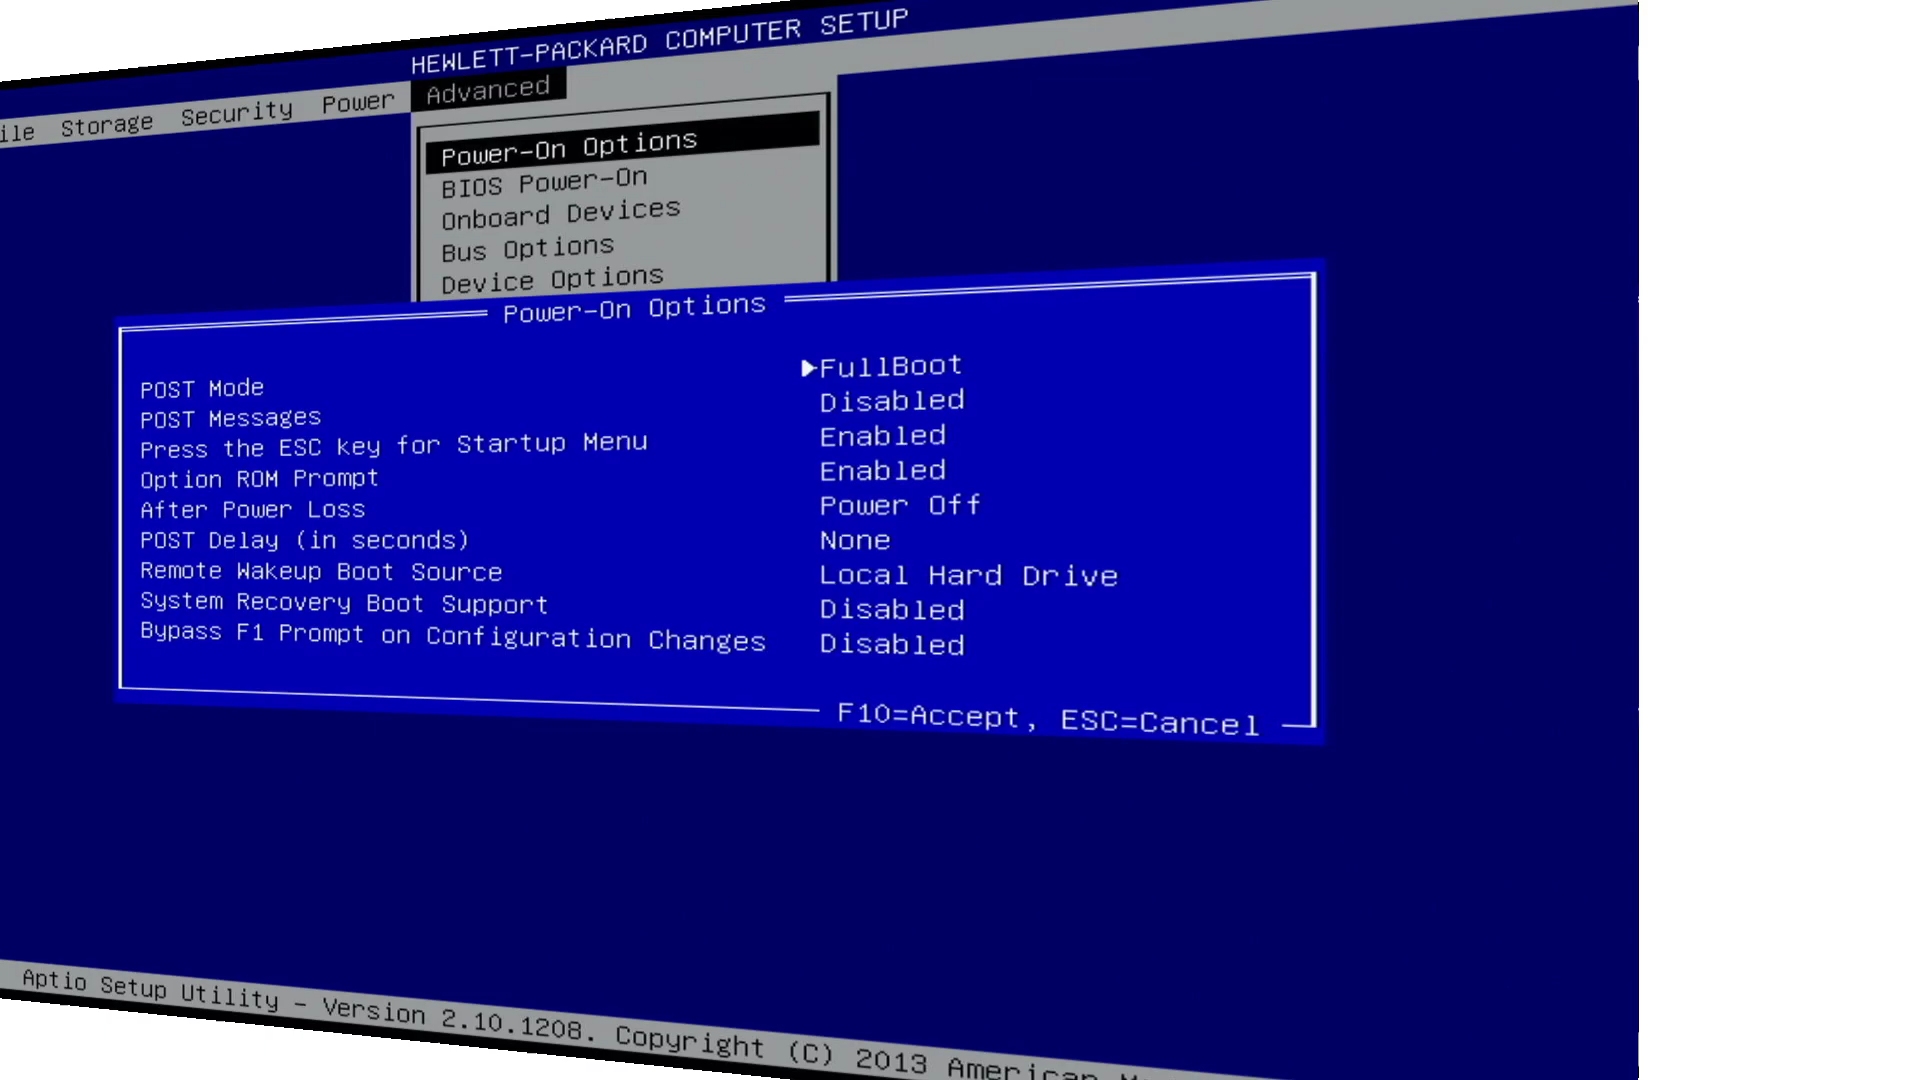 HEWLETT-PACKARD COMPUTER SETUP
Storage Security Power Advanced
Power-On Options
BIOS Power-On
Onboard Devices
Bus Options
Device Options
Power-On Options
POST Mode FullBoot
POST Messages Disabled
Press the ESC key for Startup Menu Enabled
Option ROM Prompt Enabled
After Power Loss Power Off
POST Delay (in seconds) None
Remote Wakeup Boot Source Local Hard Drive
System Recovery Boot Support Disabled
Bypass F1 Prompt on Configuration Changes Disabled
F10=Accept, ESC=Cancel
Aptio Setup Utility - Version 2.10.1208. Copyright (C) 2013 American